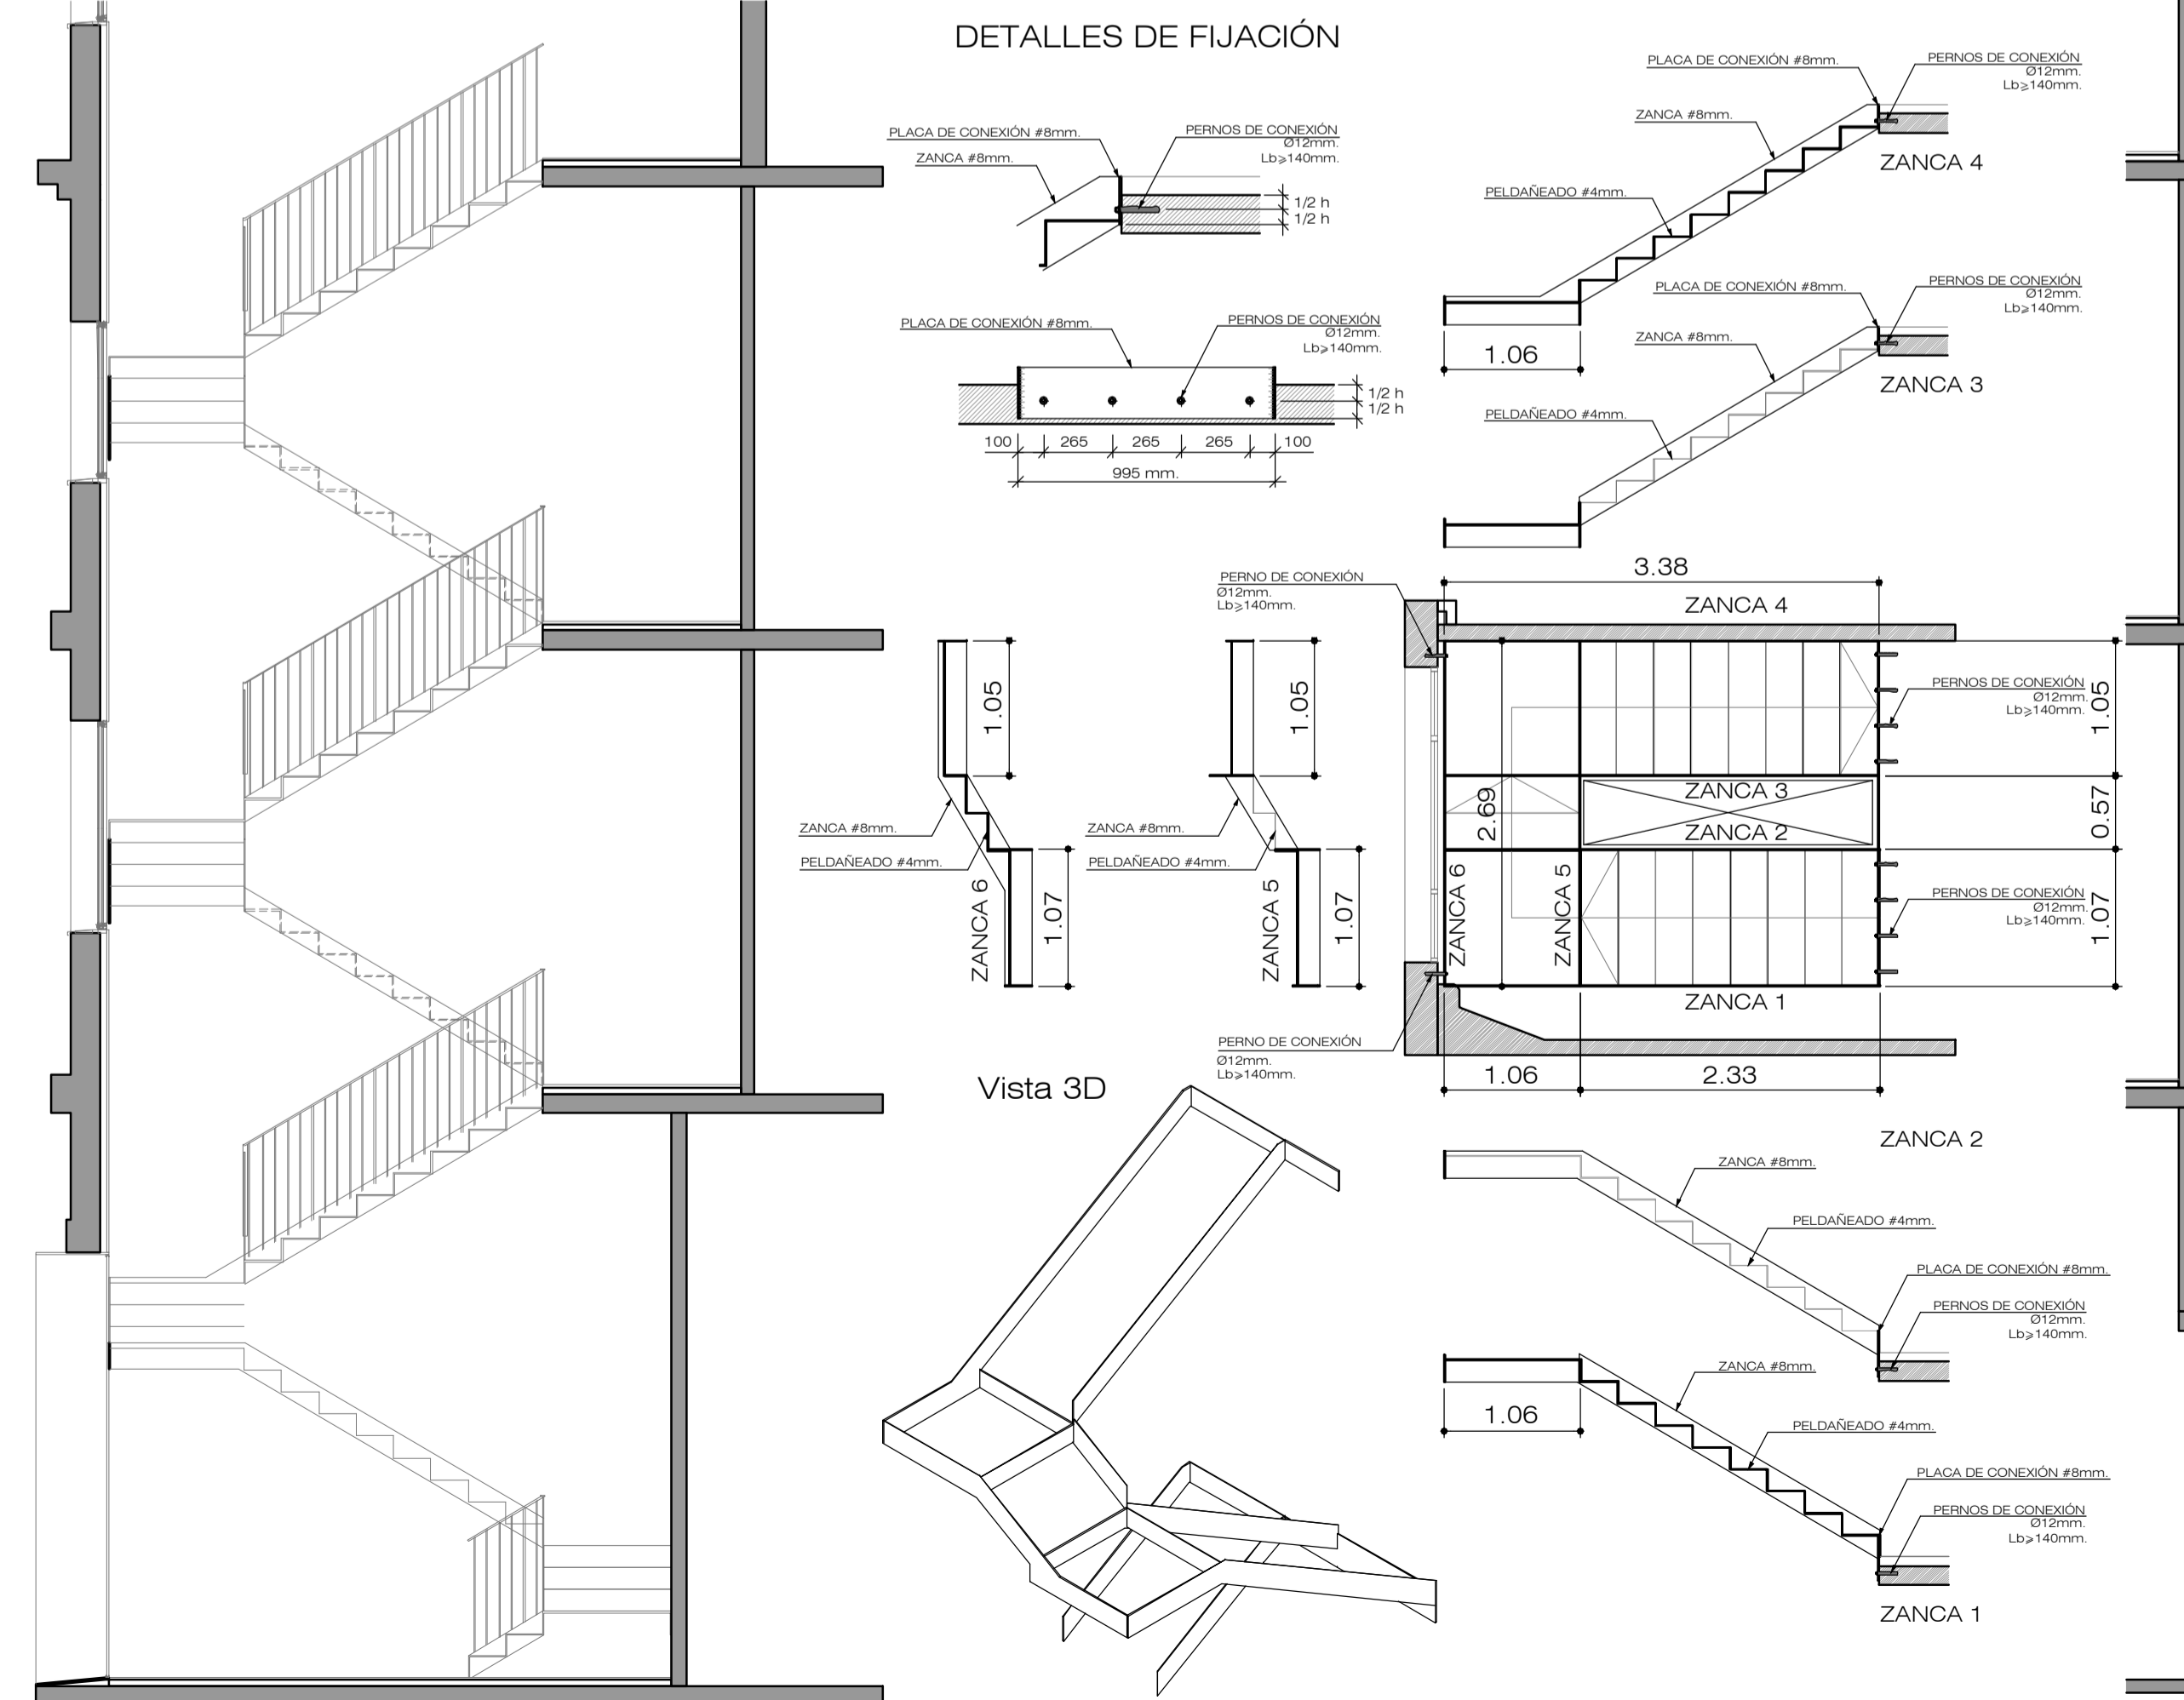 DETALLES DE FIJACIÓN
PLACA DE CONEXIÓN #8mm.
ZANCA #8mm.
PERNOS DE CONEXIÓN
Ø12mm.
Lb⩾140mm.
1/2 h
1/2 h
PLACA DE CONEXIÓN #8mm.
PERNOS DE CONEXIÓN
Ø12mm.
Lb⩾140mm.
1/2 h
1/2 h
100
265
265
265
100
995 mm.
PLACA DE CONEXIÓN #8mm.
PERNOS DE CONEXIÓN
Ø12mm.
Lb⩾140mm.
ZANCA #8mm.
ZANCA 4
PELDAÑEADO #4mm.
1.06
PLACA DE CONEXIÓN #8mm.
PERNOS DE CONEXIÓN
Ø12mm.
Lb⩾140mm.
ZANCA #8mm.
ZANCA 3
PELDAÑEADO #4mm.
1.05
ZANCA #8mm.
PELDAÑEADO #4mm.
ZANCA 6
1.07
1.05
ZANCA #8mm.
PELDAÑEADO #4mm.
ZANCA 5
1.07
PERNO DE CONEXIÓN
Ø12mm.
Lb⩾140mm.
3.38
ZANCA 4
PERNOS DE CONEXIÓN
Ø12mm.
Lb⩾140mm.
1.05
2.69
ZANCA 3
ZANCA 2
0.57
ZANCA 6
ZANCA 5
PERNOS DE CONEXIÓN
Ø12mm.
Lb⩾140mm.
1.07
ZANCA 1
PERNO DE CONEXIÓN
Ø12mm.
Lb⩾140mm.
1.06
2.33
Vista 3D
ZANCA 2
ZANCA #8mm.
PELDAÑEADO #4mm.
PLACA DE CONEXIÓN #8mm.
PERNOS DE CONEXIÓN
Ø12mm.
Lb⩾140mm.
ZANCA #8mm.
1.06
PELDAÑEADO #4mm.
PLACA DE CONEXIÓN #8mm.
PERNOS DE CONEXIÓN
Ø12mm.
Lb⩾140mm.
ZANCA 1